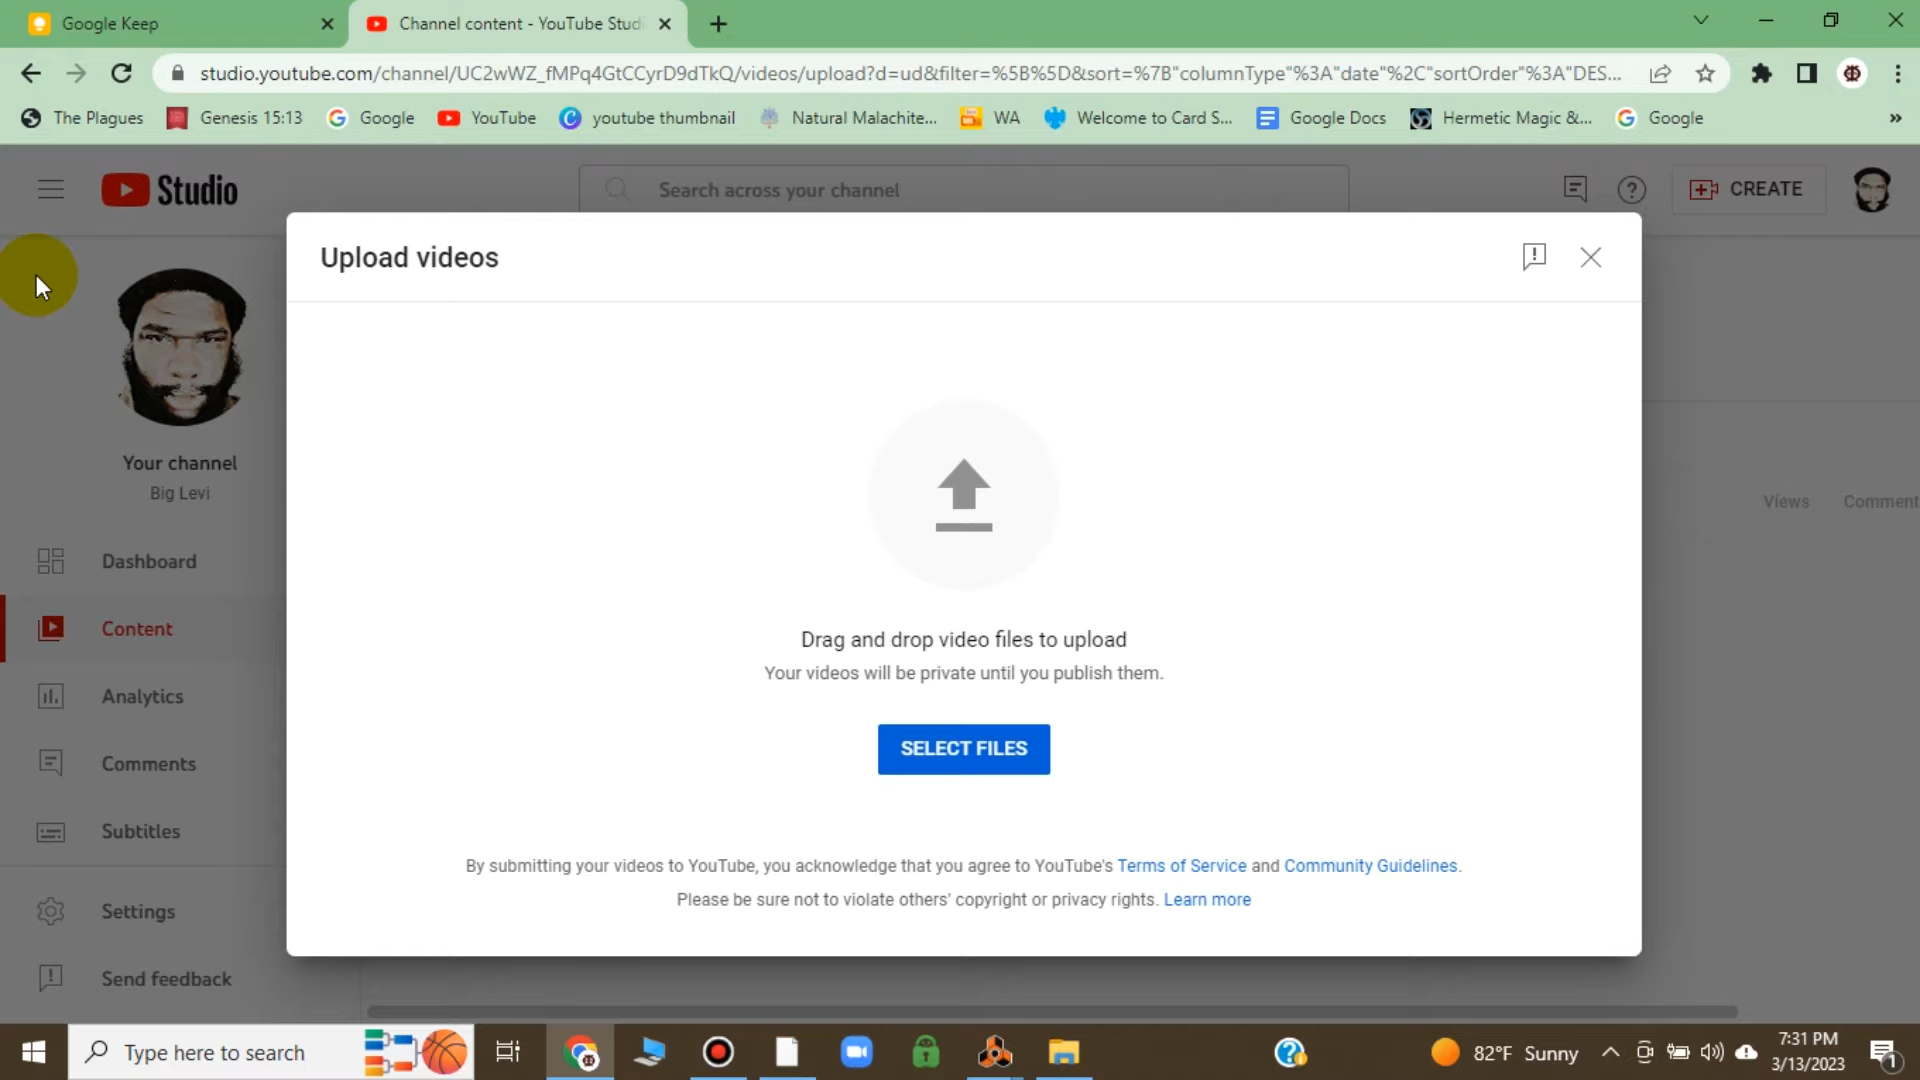 Google Keep
Channel content - YouTube Studi
studio.youtube.com/channel/UC2wWZ_fMPq4GtCCyrD9dTkQ/videos/upload?d=ud&filter=%5B%5D&sort=%7B"columnType"%3A"date"%2C"sortOrder"%3A"DES...
The Plagues
Genesis 15:13
Google
YouTube
youtube thumbnail
Natural Malachite...
WA
Welcome to Card S...
Google Docs
Hermetic Magic &...
Google
Studio
Search across your channel
CREATE
Upload videos
Your channel
Big Levi
Views
Comment
Dashboard
Content
Analytics
Comments
Subtitles
Settings
Send feedback
Drag and drop video files to upload
Your videos will be private until you publish them.
SELECT FILES
By submitting your videos to YouTube, you acknowledge that you agree to YouTube's Terms of Service and Community Guidelines.
Please be sure not to violate others' copyright or privacy rights. Learn more
Type here to search
82°F Sunny
7:31 PM
3/13/2023
1